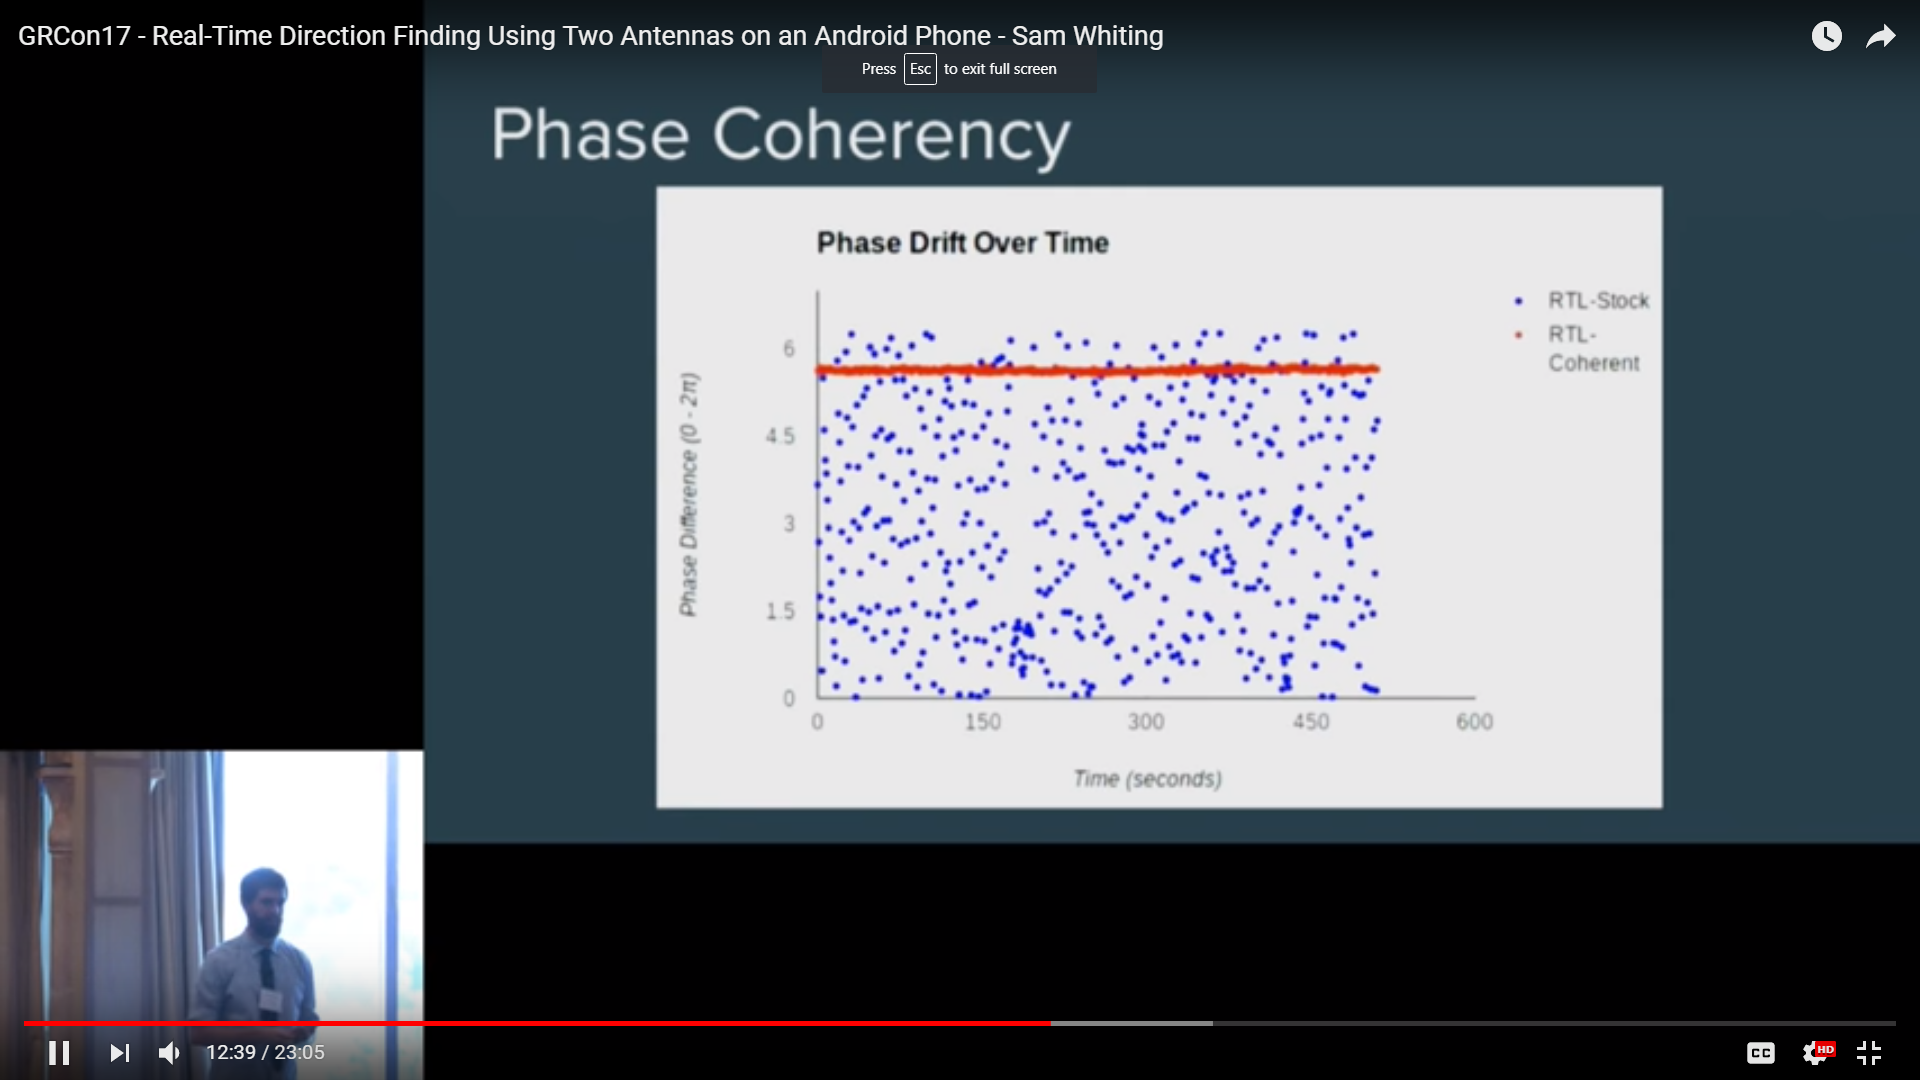 GRCon17 - Real-Time Direction Finding Using Two Antennas on an Android Phone - Sam Whiting
Press Esc to exit full screen
Phase Coherency
Phase Drift Over Time
RTL-Stock
RTL-
Coherent
Phase Difference (0 - 2π)
6
4.5
3
1.5
0
0 150 300 450 600
Time (seconds)
12:39 / 23:05
CC
HD